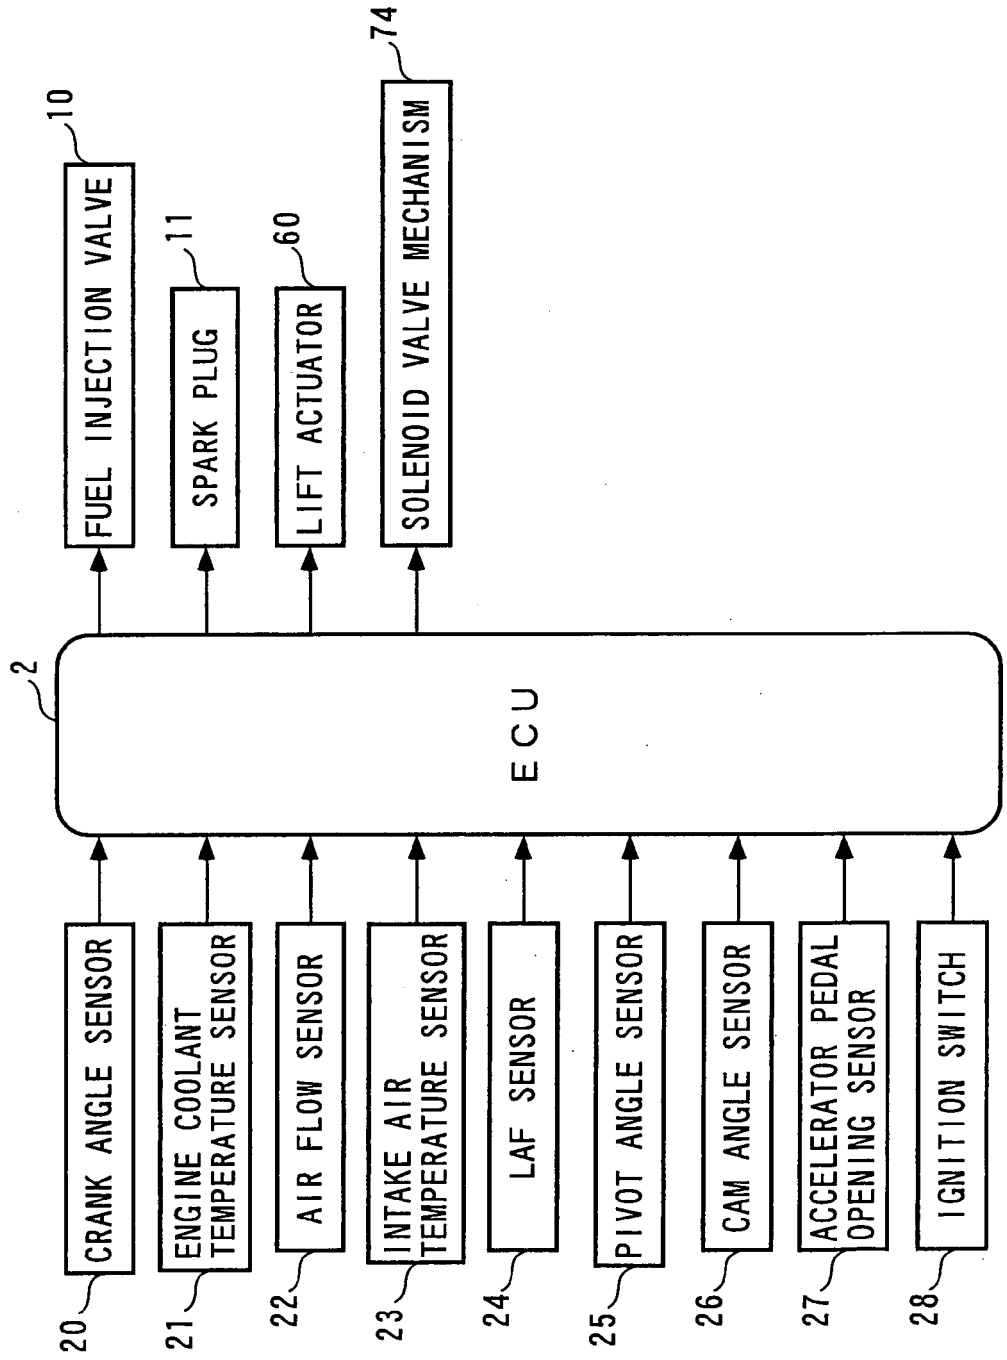 2
20
CRANK ANGLE SENSOR
21
ENGINE COOLANT
TEMPERATURE SENSOR
22
AIR FLOW SENSOR
23
INTAKE AIR
TEMPERATURE SENSOR
24
LAF SENSOR
25
PIVOT ANGLE SENSOR
26
CAM ANGLE SENSOR
27
ACCELERATOR PEDAL
OPENING SENSOR
28
IGNITION SWITCH
ECU
FUEL INJECTION VALVE
10
SPARK PLUG
11
LIFT ACTUATOR
60
SOLENOID VALVE MECHANISM
74